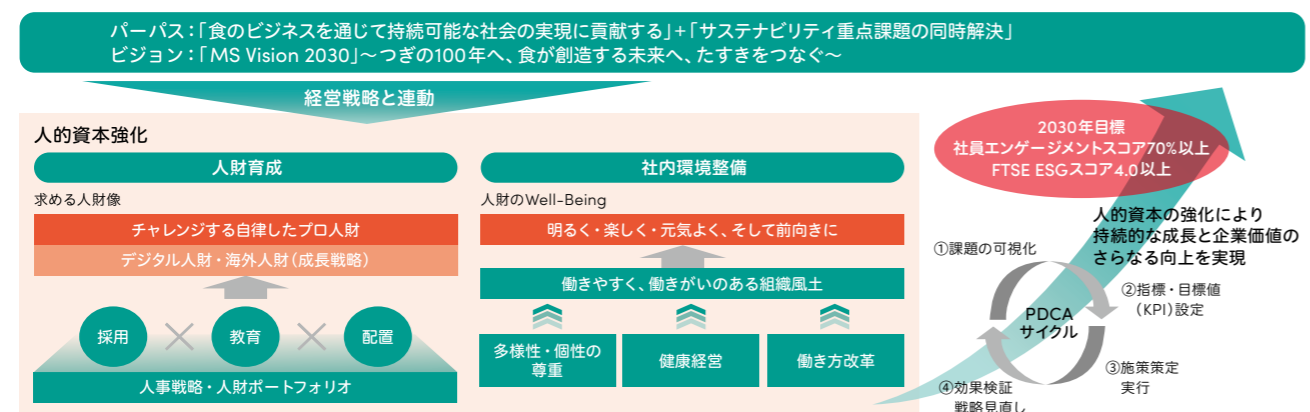 パーパス：「食のビジネスを通じて持続可能な社会の実現に貢献する」+「サステナビリティ重点課題の同時解決」
ビジョン：「MS Vision 2030」～つぎの100年へ、食が創造する未来へ、たすきをつなぐ～
経営戦略と連動
人的資本強化
人財育成
求める人財像
チャレンジする自律したプロ人財
デジタル人財・海外人財（成長戦略）
採用
教育
配置
人事戦略・人財ポートフォリオ
社内環境整備
人財のWell-Being
明るく・楽しく・元気よく、そして前向きに
働きやすく、働きがいのある組織風土
多様性・個性の
尊重
健康経営
働き方改革
2030年目標
社員エンゲージメントスコア70%以上
FTSE ESGスコア4.0以上
人的資本の強化により
持続的な成長と企業価値の
さらなる向上を実現
①課題の可視化
②指標・目標値
（KPI）設定
PDCA
サイクル
③施策策定
実行
④効果検証
戦略見直し